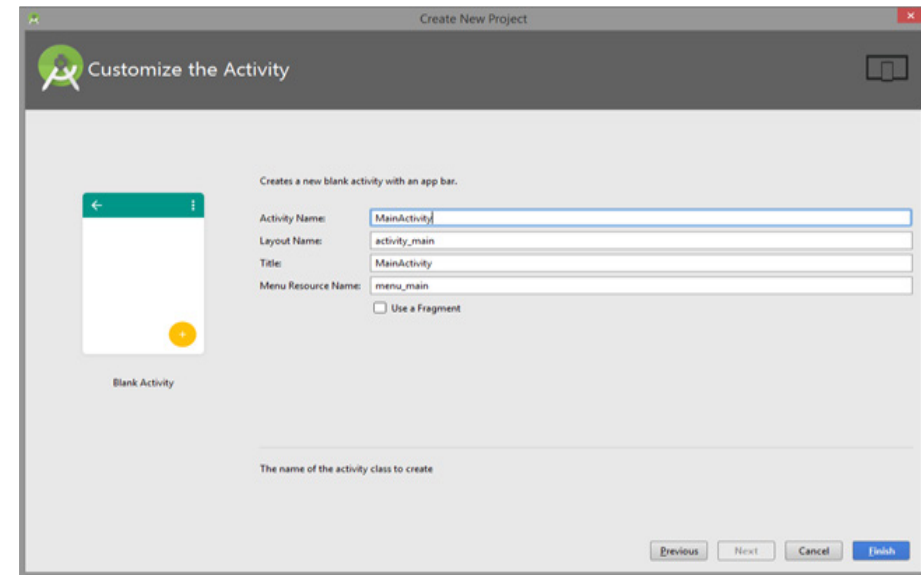 Create New Project
Customize the Activity
Creates a new blank activity with an app bar.
Activity Name: MainActivity
Layout Name: activity_main
Title: MainActivity
Menu Resource Name: menu_main
Use a Fragment
Blank Activity
The name of the activity class to create
Previous Next Cancel Finish